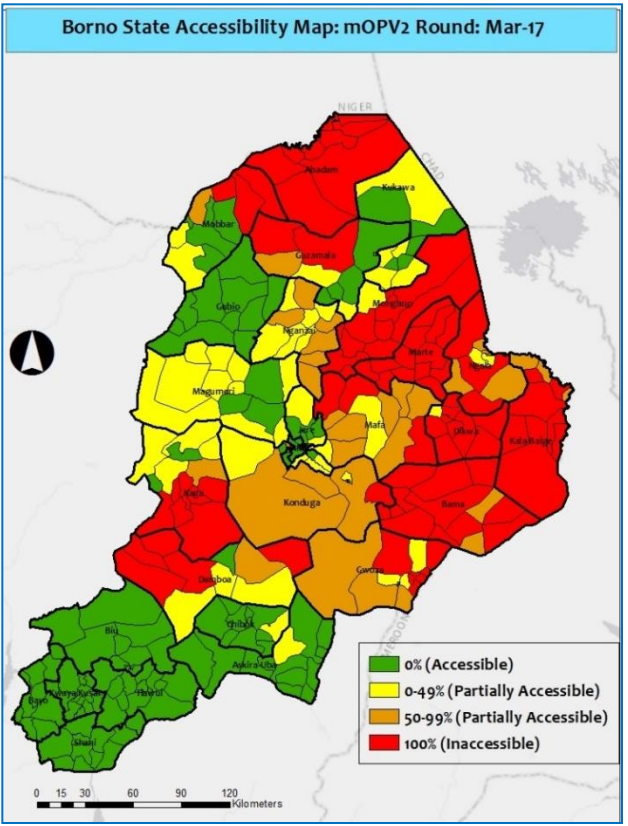 Borno State Accessibility Map: mOPV2 Round: Mar-17
NIGER
Abadam
CHAD
Kukawa
Mobbar
Guzamala
Gubio
Monguno
Nganzai
Marte
Ngala
Magumeri
Mafa
Jere
Dikwa
Kala-Balge
Kaga
Konduga
Bama
Gwoza
Damboa
Biu
Chibok
CAMEROON
Askira-Uba
Kwaya Kusar
Hawul
Bayo
Shani
0% (Accessible)
0-49% (Partially Accessible)
50-99% (Partially Accessible)
100% (Inaccessible)
0 15 30 60 90 120
Kilometers